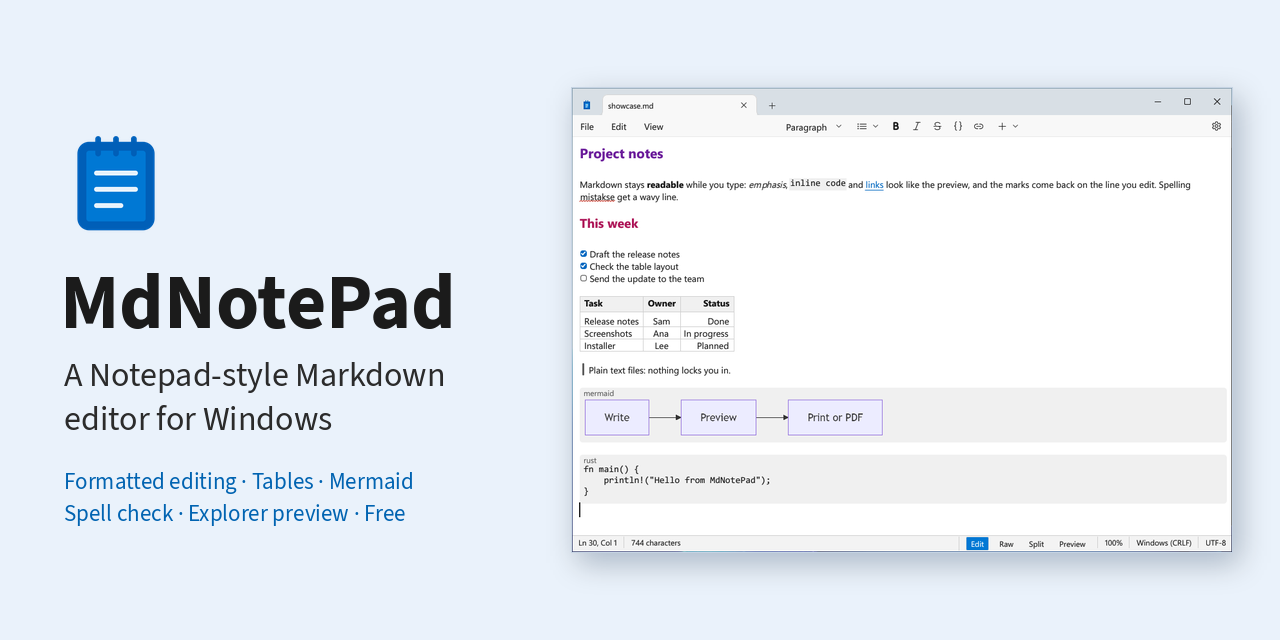 MdNotePad
A Notepad-style Markdown
editor for Windows
Formatted editing · Tables · Mermaid
Spell check · Explorer preview · Free
showcase.md
File Edit View Paragraph B I S {}
Project notes
Markdown stays readable while you type: emphasis, inline code and links look like the preview, and the marks come back on the line you edit. Spelling
mistakse get a wavy line.
This week
Draft the release notes
Check the table layout
Send the update to the team
Task Owner Status
Release notes Sam Done
Screenshots Ana In progress
Installer Lee Planned
Plain text files: nothing locks you in.
mermaid
Write Preview Print or PDF
rust
fn main() {
    println!("Hello from MdNotePad");
}
Ln 30, Col 1 744 characters Edit Raw Split Preview 100% Windows (CRLF) UTF-8